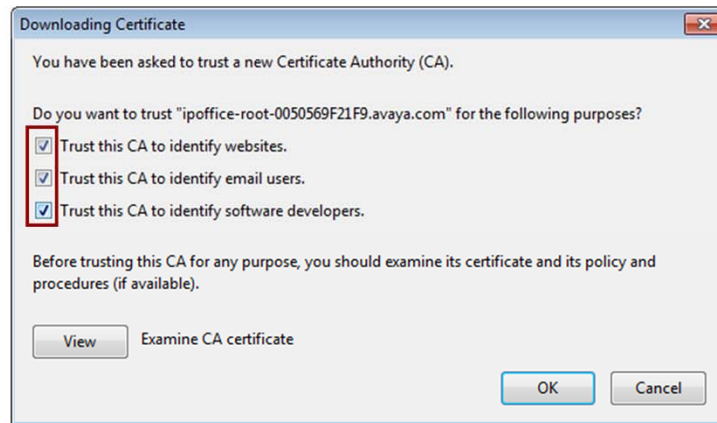 Downloading Certificate
You have been asked to trust a new Certificate Authority (CA).
Do you want to trust "ipoffice-root-0050569F21F9.avaya.com" for the following purposes?
Trust this CA to identify websites.
Trust this CA to identify email users.
Trust this CA to identify software developers.
Before trusting this CA for any purpose, you should examine its certificate and its policy and
procedures (if available).
View Examine CA certificate
OK Cancel